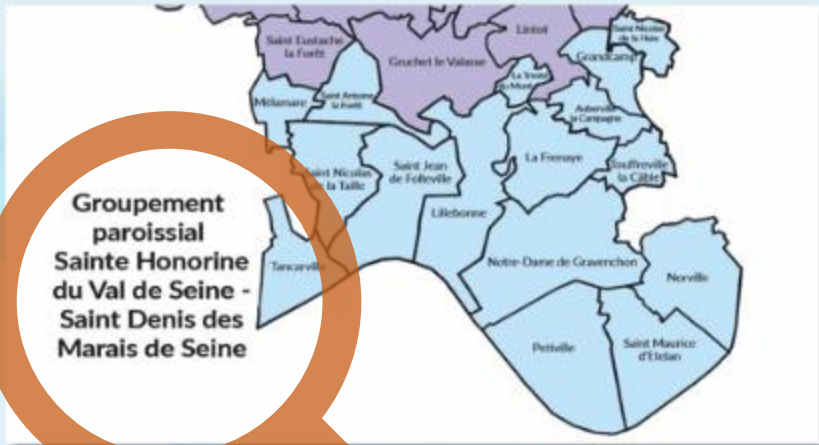 Saint Eustache
la Forêt
Gruchet le Valasse
Lintot
Saint Nicolas
de la Haie
Grandcamp
La Trinité
du Mont
Mélamare
Saint Antoine
la Forêt
Auberville
la Campagne
Saint Nicolas
de la Taille
Saint Jean
de Folleville
La Frenaye
Touffreville
la Câble
Lillebonne
Groupement
paroissial
Sainte Honorine
du Val de Seine -
Saint Denis des
Marais de Seine
Tancarville
Notre-Dame de Gravenchon
Norville
Petiville
Saint Maurice
d'Etelan